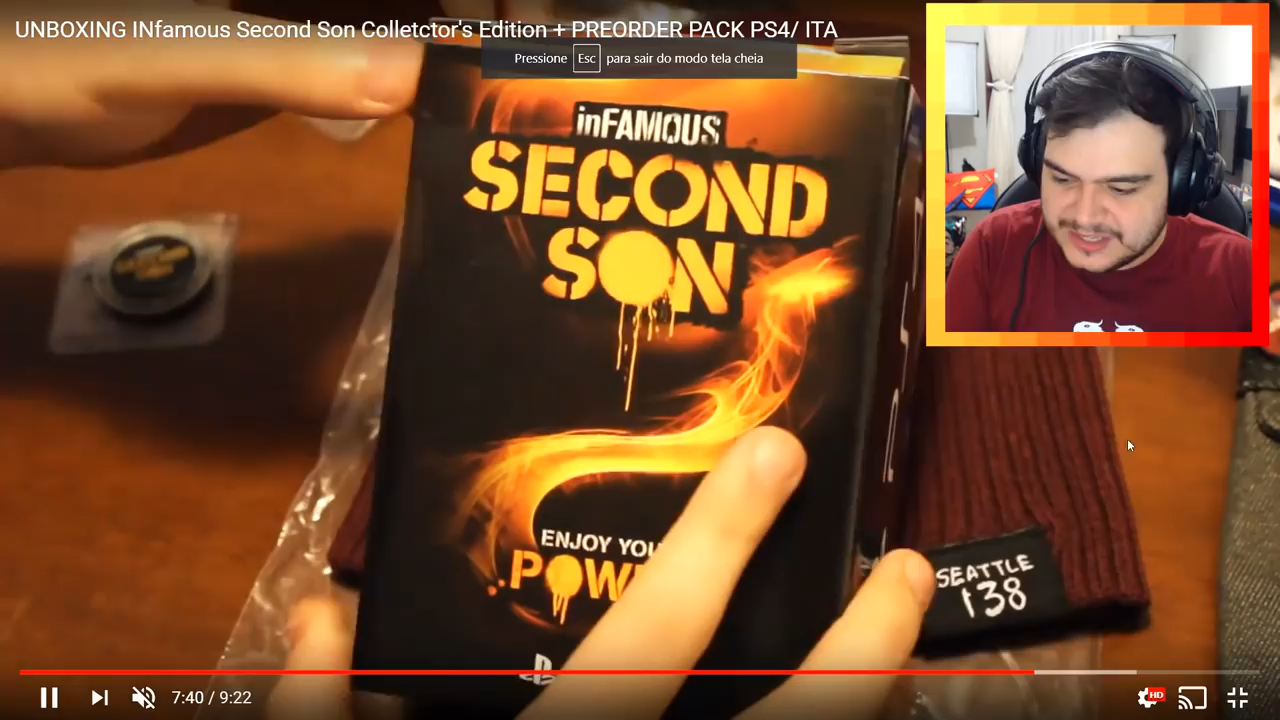 UNBOXING INfamous Second Son Colletctor's Edition + PREORDER PACK PS4/ ITA
Pressione Esc para sair do modo tela cheia
inFAMOUS
SECOND
SON
ENJOY YOU
POW
SEATTLE
138
7:40 / 9:22
HD